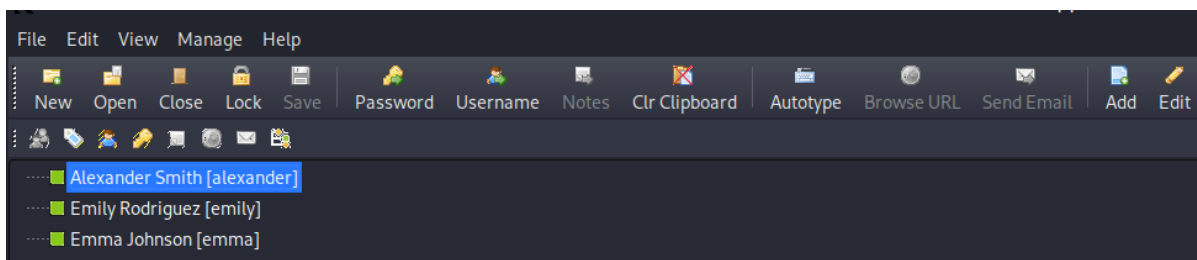 File Edit View Manage Help
New Open Close Lock Save Password Username Notes Clr Clipboard Autotype Browse URL Send Email Add Edit
Alexander Smith [alexander]
Emily Rodriguez [emily]
Emma Johnson [emma]